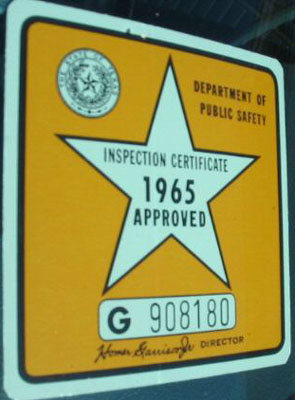 THE STATE OF TEXAS
DEPARTMENT OF
PUBLIC SAFETY
INSPECTION CERTIFICATE
1965
APPROVED
G 908180
Homer Garrison Jr DIRECTOR